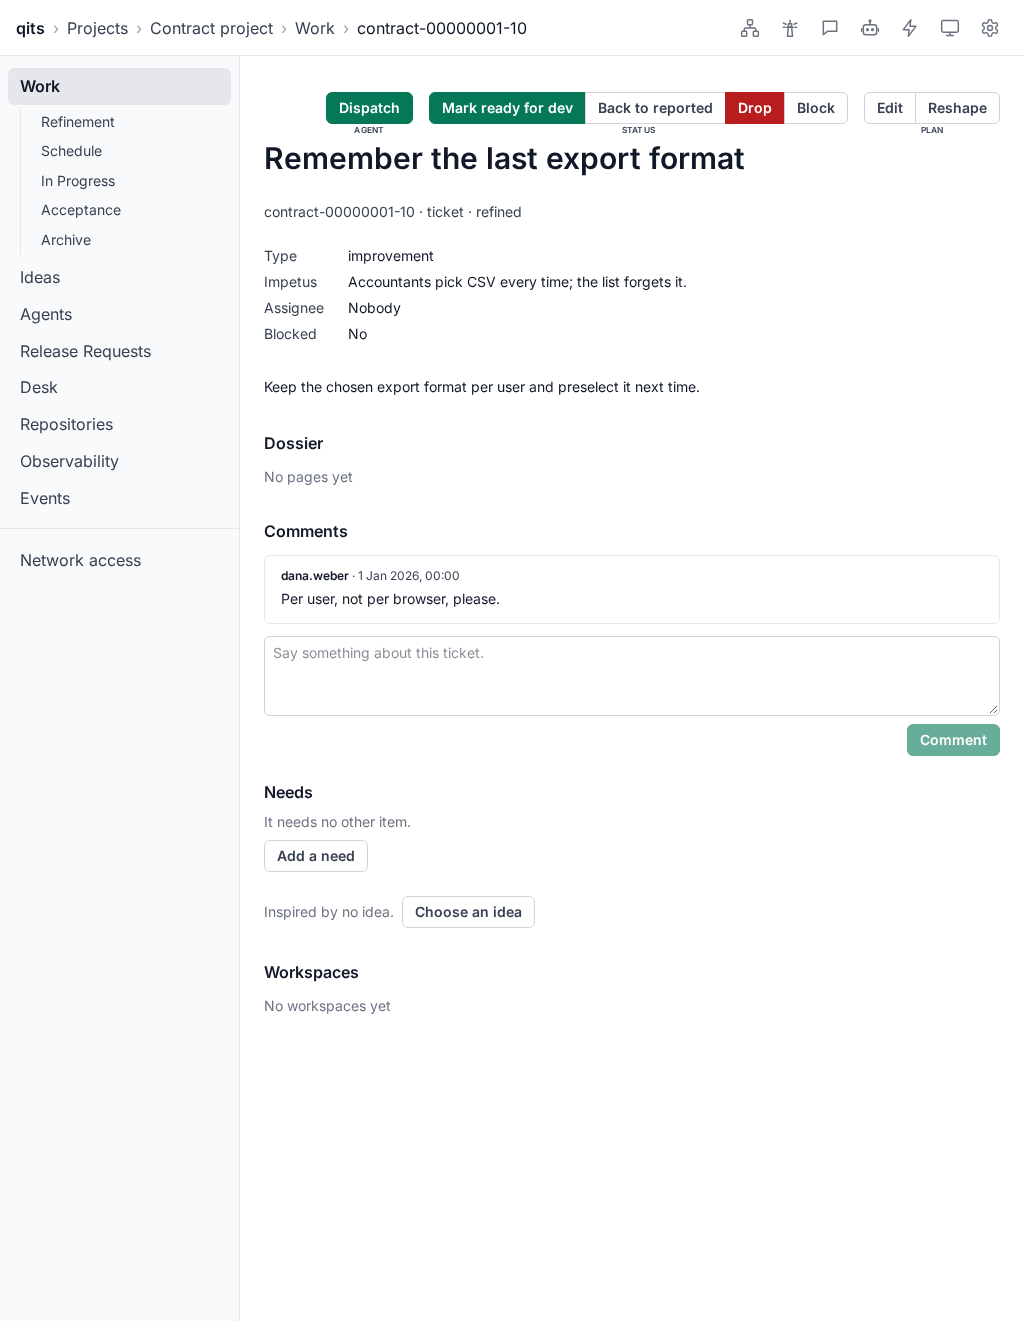 qits › Projects › Contract project › Work › contract-00000001-10
Work
Refinement
Schedule
In Progress
Acceptance
Archive
Ideas
Agents
Release Requests
Desk
Repositories
Observability
Events
Network access
Dispatch
AGENT
Mark ready for dev Back to reported Drop Block
STATUS
Edit Reshape
PLAN
Remember the last export format
contract-00000001-10 · ticket · refined
Type improvement
Impetus Accountants pick CSV every time; the list forgets it.
Assignee Nobody
Blocked No
Keep the chosen export format per user and preselect it next time.
Dossier
No pages yet
Comments
dana.weber · 1 Jan 2026, 00:00
Per user, not per browser, please.
Say something about this ticket.
Comment
Needs
It needs no other item.
Add a need
Inspired by no idea. Choose an idea
Workspaces
No workspaces yet